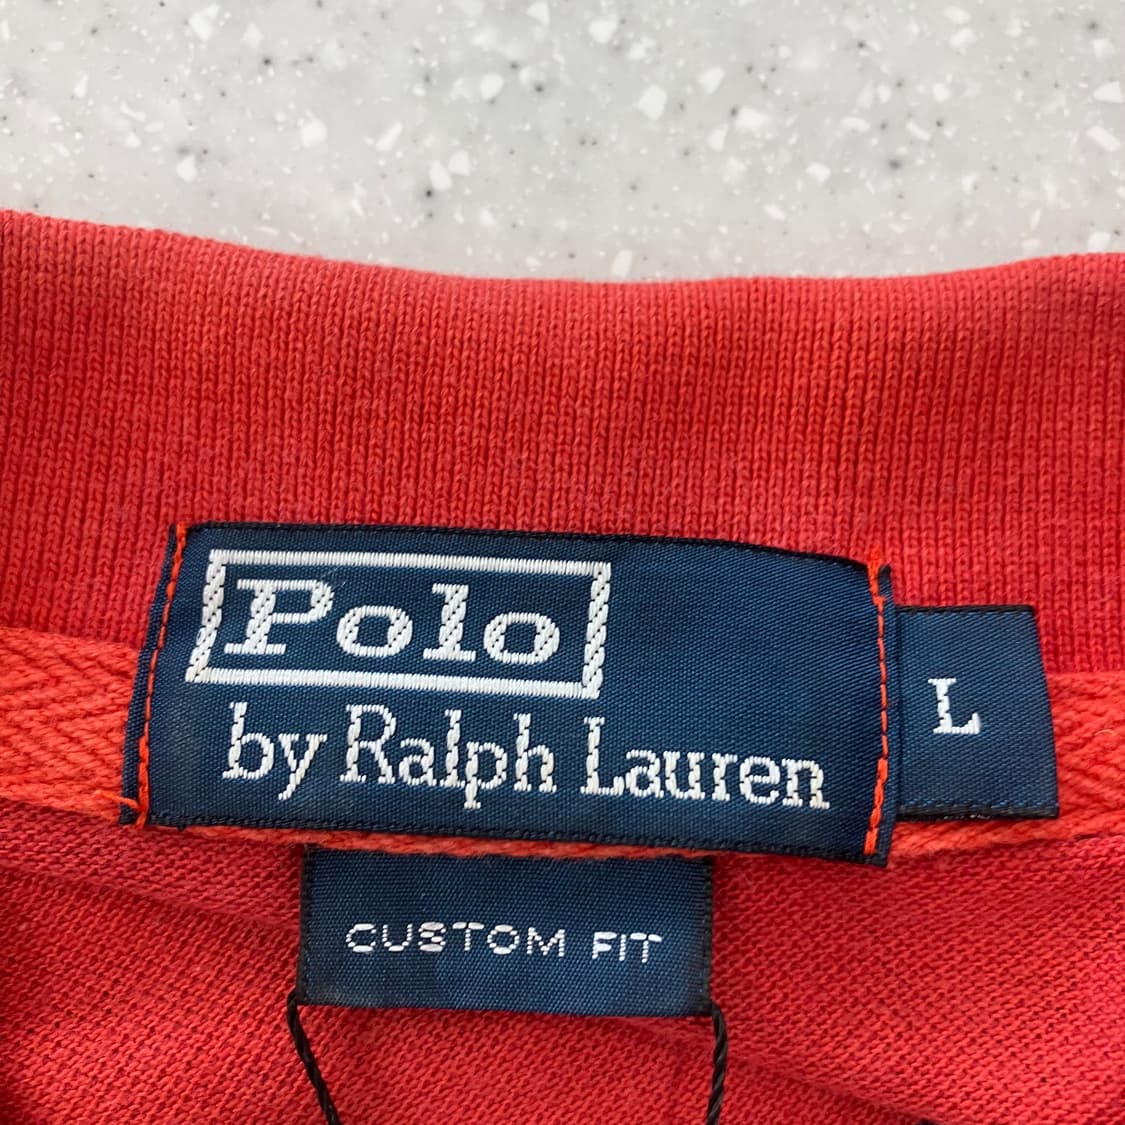 Polo
by Ralph Lauren
L
CUSTOM FIT